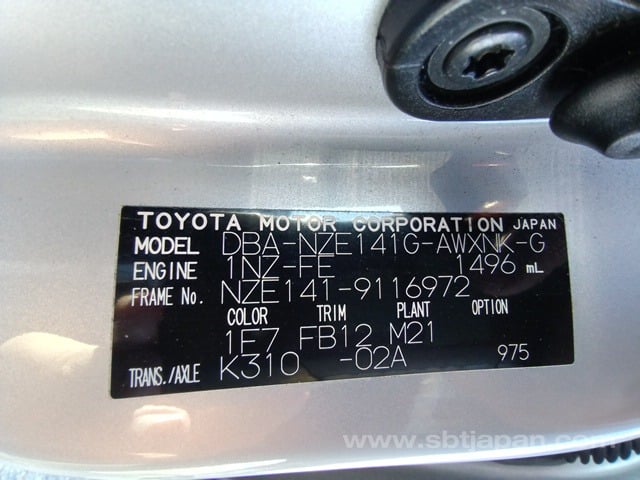 TOYOTA MOTOR CORPORATION JAPAN
MODEL DBA-NZE141G-AWXNK-G
ENGINE 1NZ-FE 1496 mL
FRAME No. NZE141-9116972
COLOR TRIM PLANT OPTION
1F7 FB12 M21
TRANS./AXLE K310 -02A 975
www.sbtjapan.com